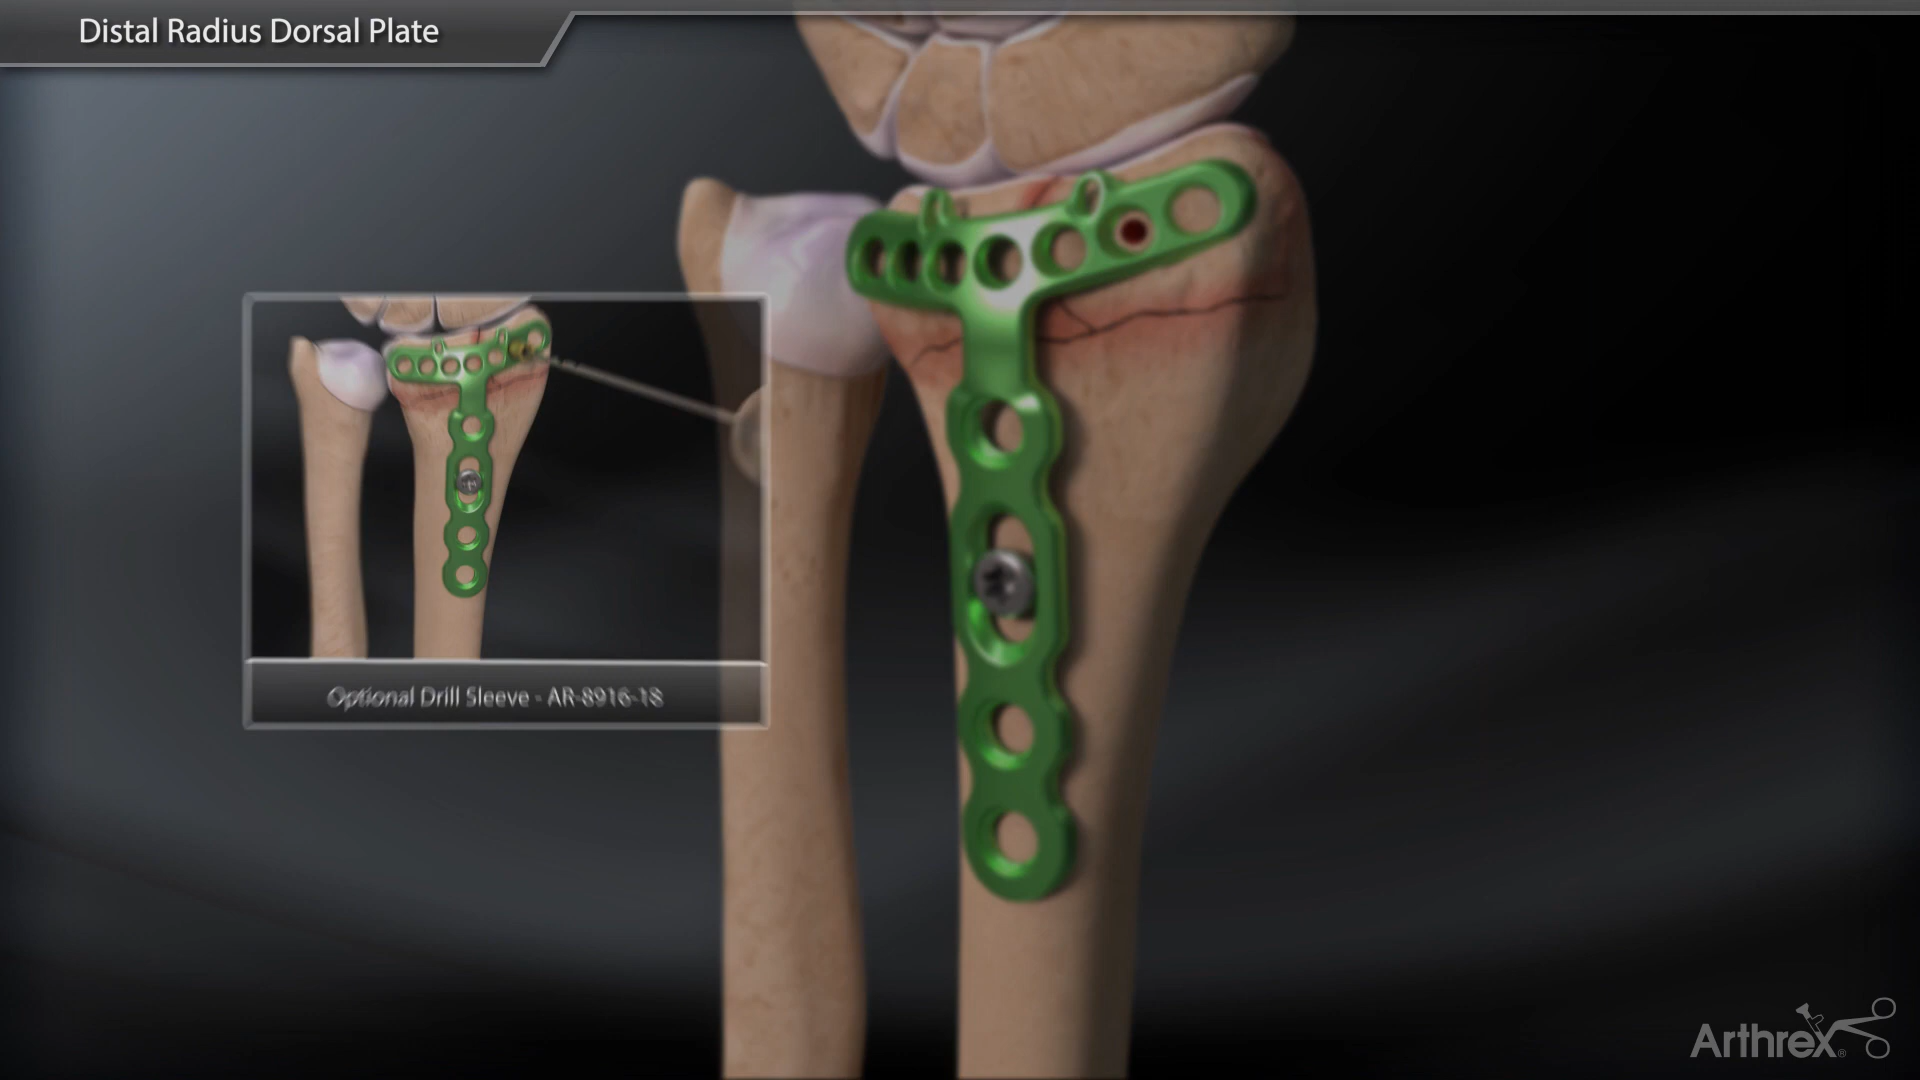 Distal Radius Dorsal Plate
Optional Drill Sleeve - AR-8916-18
Arthrex®